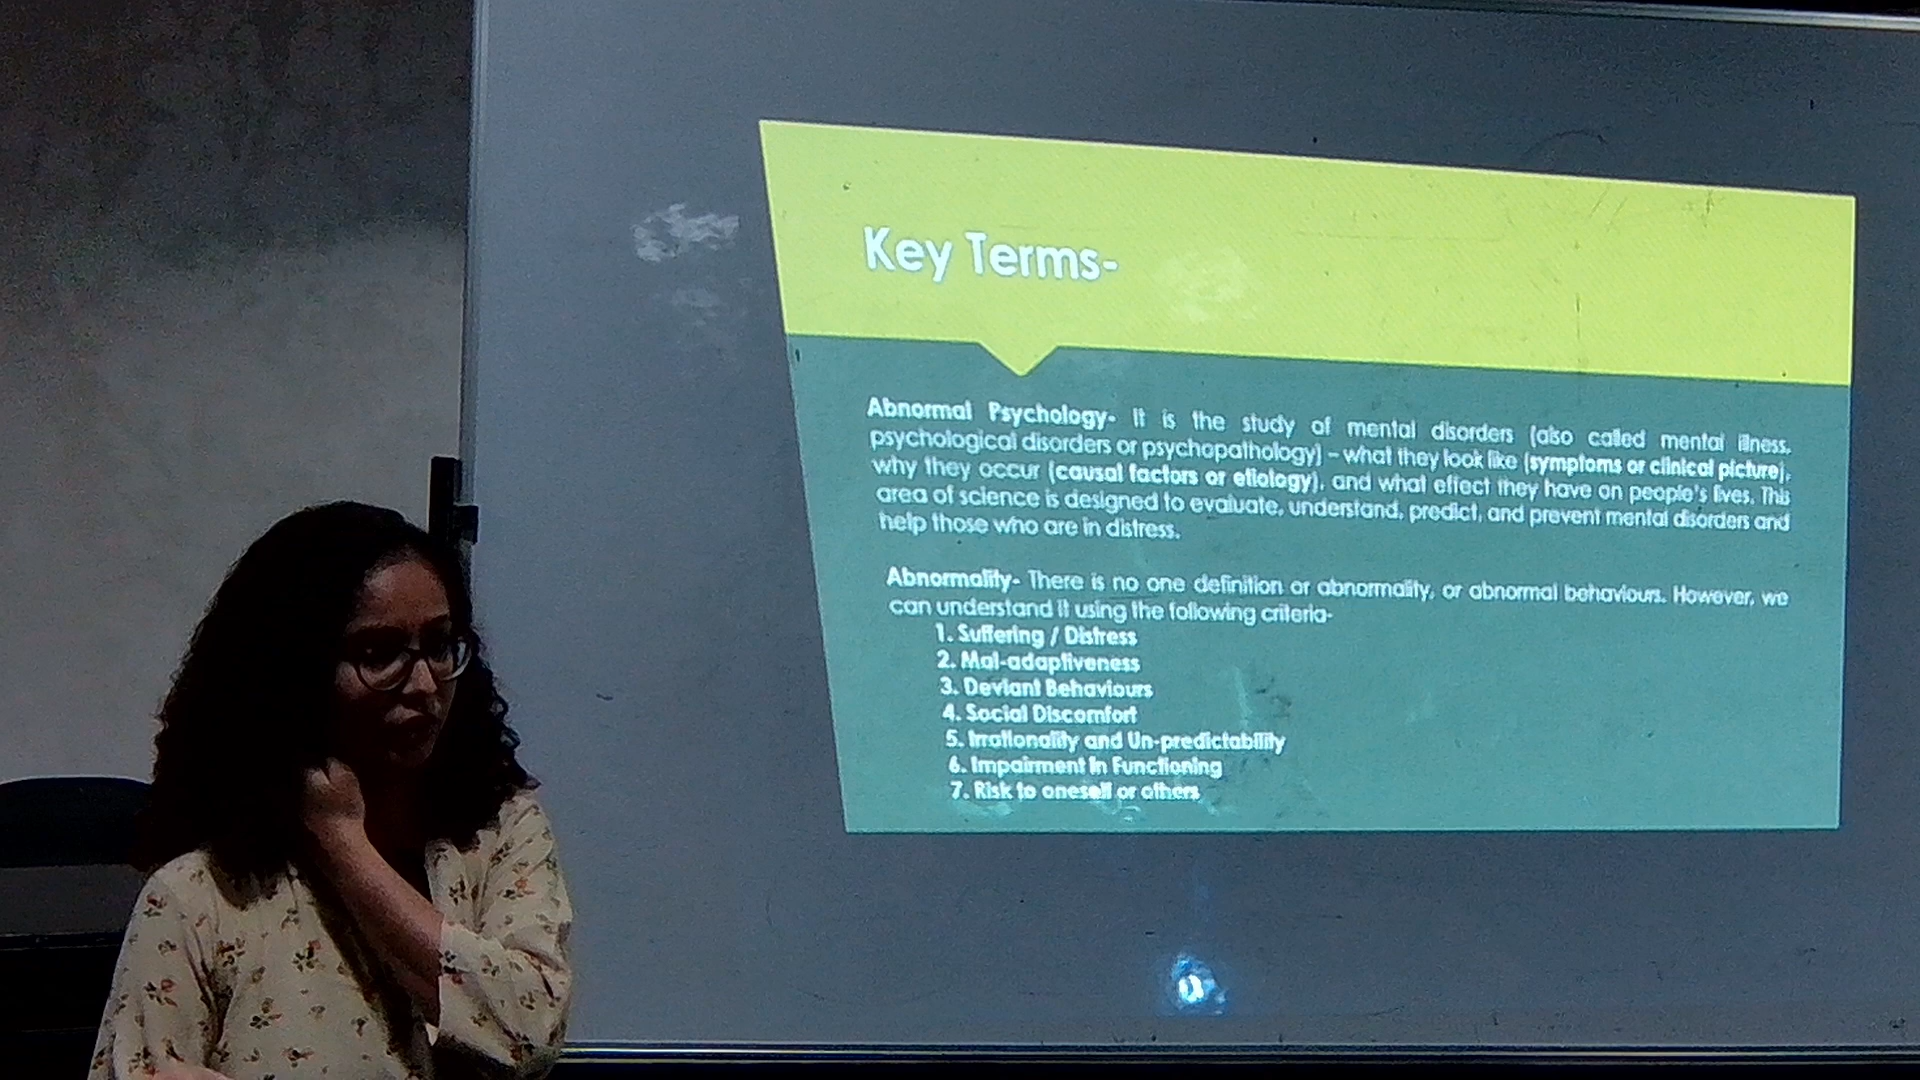 Key Terms-
Abnormal Psychology- It is the study of mental disorders (also called mental illness,
psychological disorders or psychopathology) – what they look like (symptoms or clinical picture),
why they occur (causal factors or etiology), and what effect they have on people's lives. This
area of science is designed to evaluate, understand, predict, and prevent mental disorders and
help those who are in distress.
Abnormality- There is no one definition or abnormality, or abnormal behaviours. However, we
can understand it using the following criteria-
1. Suffering / Distress
2. Mal-adaptiveness
3. Deviant Behaviours
4. Social Discomfort
5. Irrationality and Un-predictability
6. Impairment in Functioning
7. Risk to oneself or others